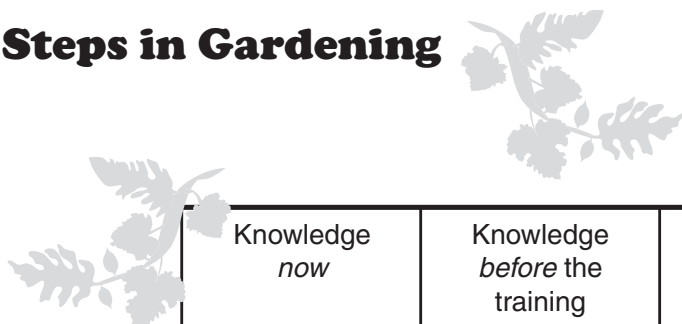 Steps in Gardening
Knowledge
now
Knowledge
before the
training